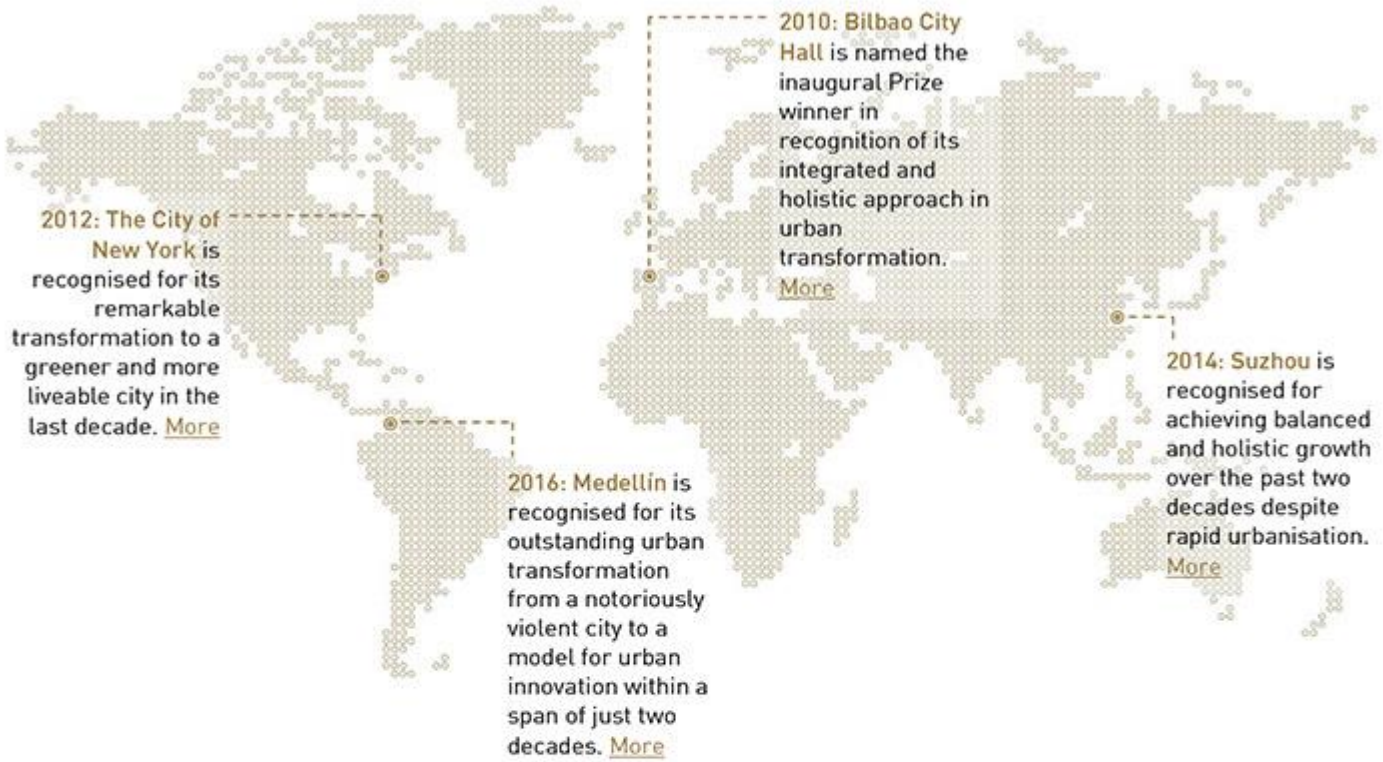 2010: Bilbao City
Hall is named the
inaugural Prize
winner in
recognition of its
integrated and
holistic approach in
urban
transformation.
More
2012: The City of
New York is
recognised for its
remarkable
transformation to a
greener and more
liveable city in the
last decade. More
2014: Suzhou is
recognised for
achieving balanced
and holistic growth
over the past two
decades despite
rapid urbanisation.
More
2016: Medellín is
recognised for its
outstanding urban
transformation
from a notoriously
violent city to a
model for urban
innovation within a
span of just two
decades. More